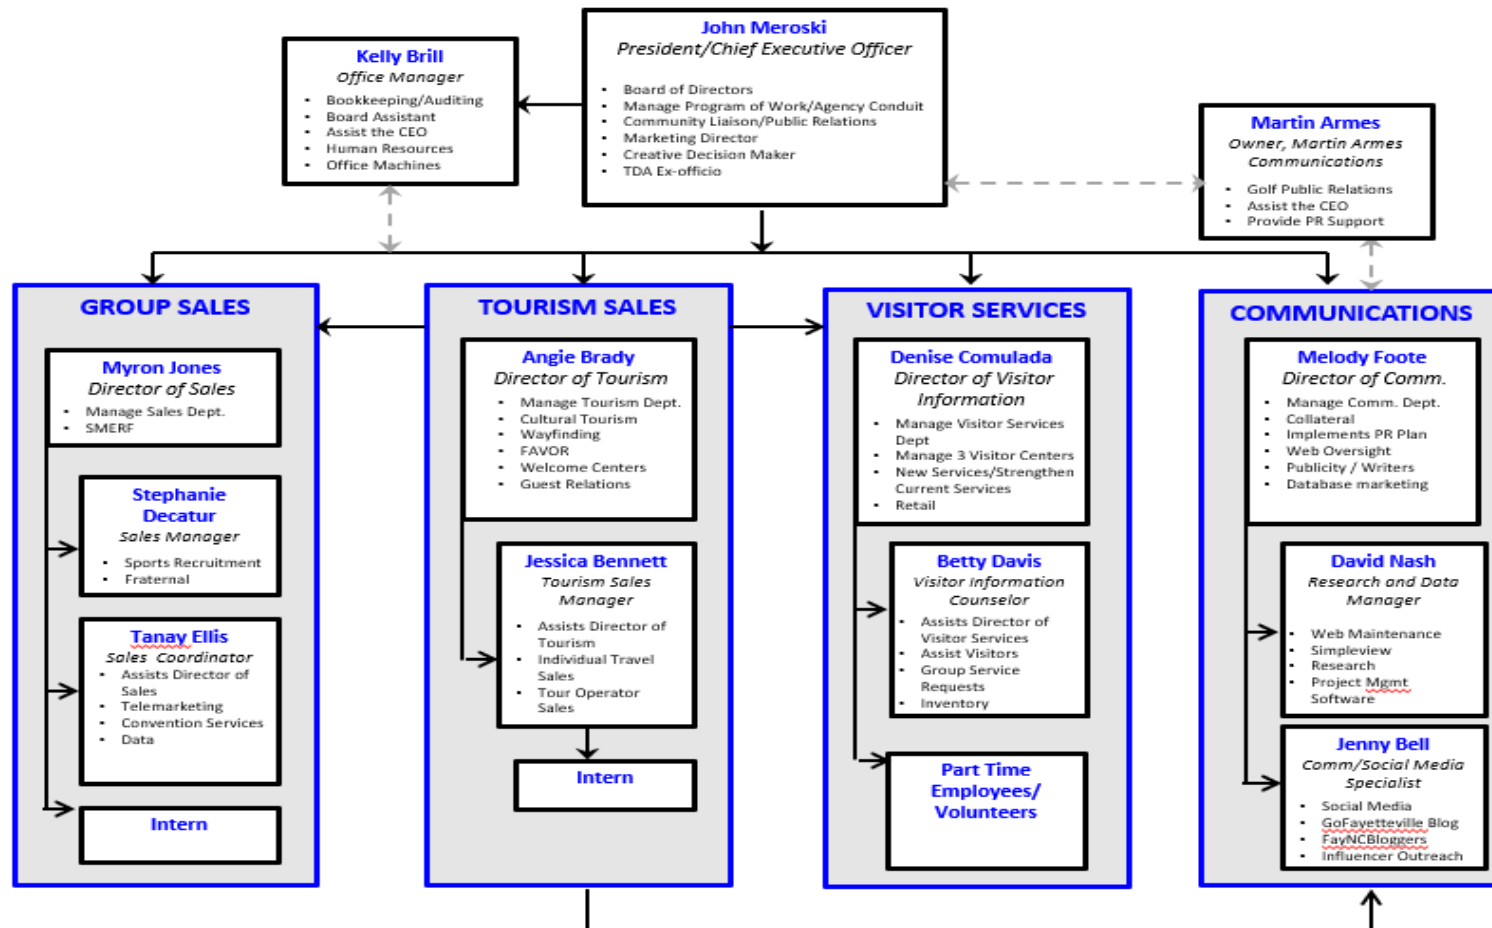 John Meroski
President/Chief Executive Officer
▪ Board of Directors
▪ Manage Program of Work/Agency Conduit
▪ Community Liaison/Public Relations
▪ Marketing Director
▪ Creative Decision Maker
▪ TDA Ex-officio
Kelly Brill
Office Manager
▪ Bookkeeping/Auditing
▪ Board Assistant
▪ Assist the CEO
▪ Human Resources
▪ Office Machines
Martin Armes
Owner, Martin Armes
Communications
▪ Golf Public Relations
▪ Assist the CEO
▪ Provide PR Support
GROUP SALES
Myron Jones
Director of Sales
▪ Manage Sales Dept.
▪ SMERF
Stephanie
Decatur
Sales Manager
▪ Sports Recruitment
▪ Fraternal
Tanay Ellis
Sales Coordinator
▪ Assists Director of
Sales
▪ Telemarketing
▪ Convention Services
▪ Data
Intern
TOURISM SALES
Angie Brady
Director of Tourism
▪ Manage Tourism Dept.
▪ Cultural Tourism
▪ Wayfinding
▪ FAVOR
▪ Welcome Centers
▪ Guest Relations
Jessica Bennett
Tourism Sales
Manager
▪ Assists Director of
Tourism
▪ Individual Travel
Sales
▪ Tour Operator
Sales
Intern
VISITOR SERVICES
Denise Comulada
Director of Visitor
Information
▪ Manage Visitor Services
Dept
▪ Manage 3 Visitor Centers
▪ New Services/Strengthen
Current Services
▪ Retail
Betty Davis
Visitor Information
Counselor
▪ Assists Director of
Visitor Services
▪ Assist Visitors
▪ Group Service
Requests
▪ Inventory
Part Time
Employees/
Volunteers
COMMUNICATIONS
Melody Foote
Director of Comm.
▪ Manage Comm. Dept.
▪ Collateral
▪ Implements PR Plan
▪ Web Oversight
▪ Publicity / Writers
▪ Database marketing
David Nash
Research and Data
Manager
▪ Web Maintenance
▪ Simpleview
▪ Research
▪ Project Mgmt
Software
Jenny Bell
Comm/Social Media
Specialist
▪ Social Media
▪ GoFayetteville Blog
▪ FayNCBloggers
▪ Influencer Outreach